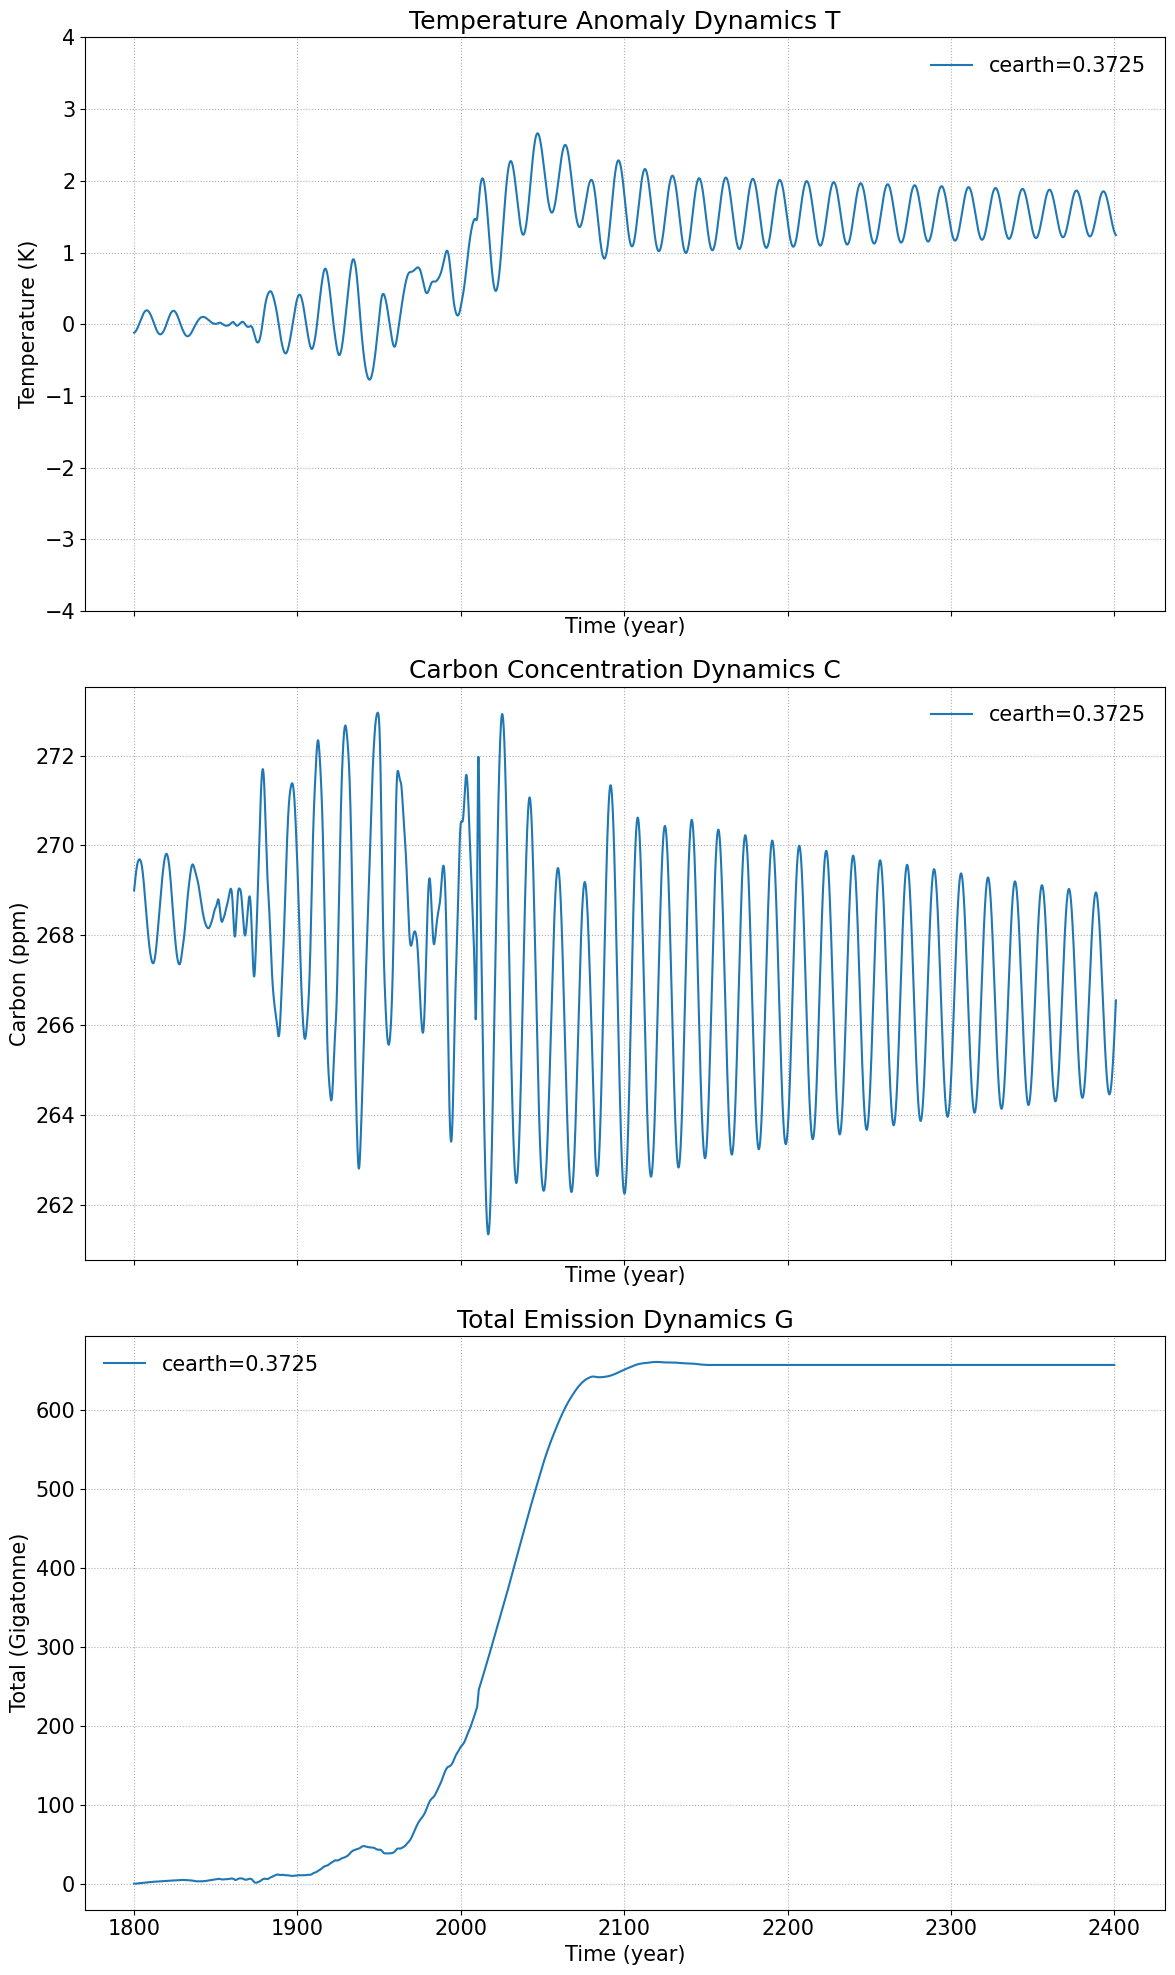 Temperature Anomaly Dynamics T
cearth=0.3725
4
3
2
1
0
−1
−2
−3
−4
Temperature (K)
Time (year)
Carbon Concentration Dynamics C
cearth=0.3725
272
270
268
266
264
262
Carbon (ppm)
Time (year)
Total Emission Dynamics G
cearth=0.3725
600
500
400
300
200
100
0
Total (Gigatonne)
1800 1900 2000 2100 2200 2300 2400
Time (year)